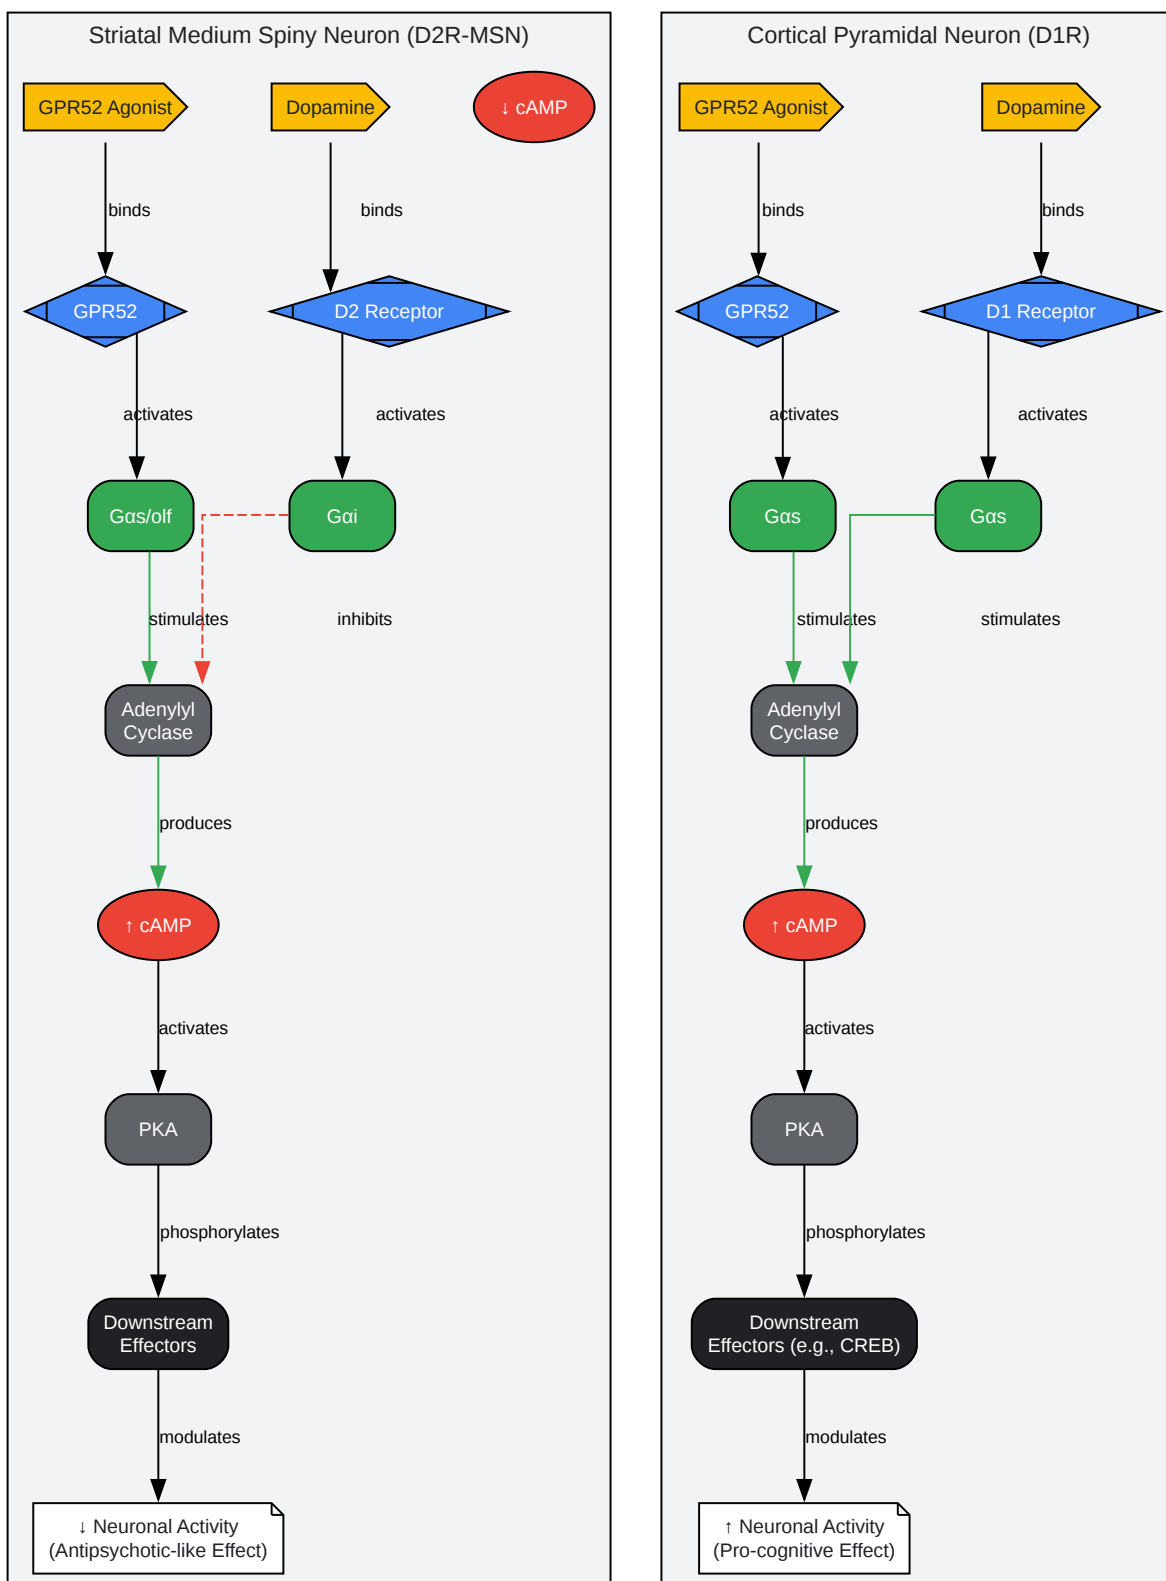 Striatal Medium Spiny Neuron (D2R-MSN)
GPR52 Agonist
Dopamine
↓ cAMP
binds
binds
GPR52
D2 Receptor
activates
activates
Gαs/olf
Gαi
stimulates
inhibits
Adenylyl
Cyclase
produces
↑ cAMP
activates
PKA
phosphorylates
Downstream
Effectors
modulates
↓ Neuronal Activity
(Antipsychotic-like Effect)
Cortical Pyramidal Neuron (D1R)
GPR52 Agonist
Dopamine
binds
binds
GPR52
D1 Receptor
activates
activates
Gαs
Gαs
stimulates
stimulates
Adenylyl
Cyclase
produces
↑ cAMP
activates
PKA
phosphorylates
Downstream
Effectors (e.g., CREB)
modulates
↑ Neuronal Activity
(Pro-cognitive Effect)